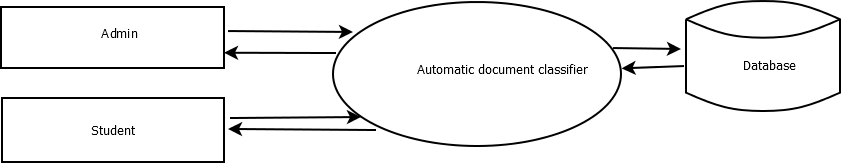 Admin
Automatic document classifier
Database
Student